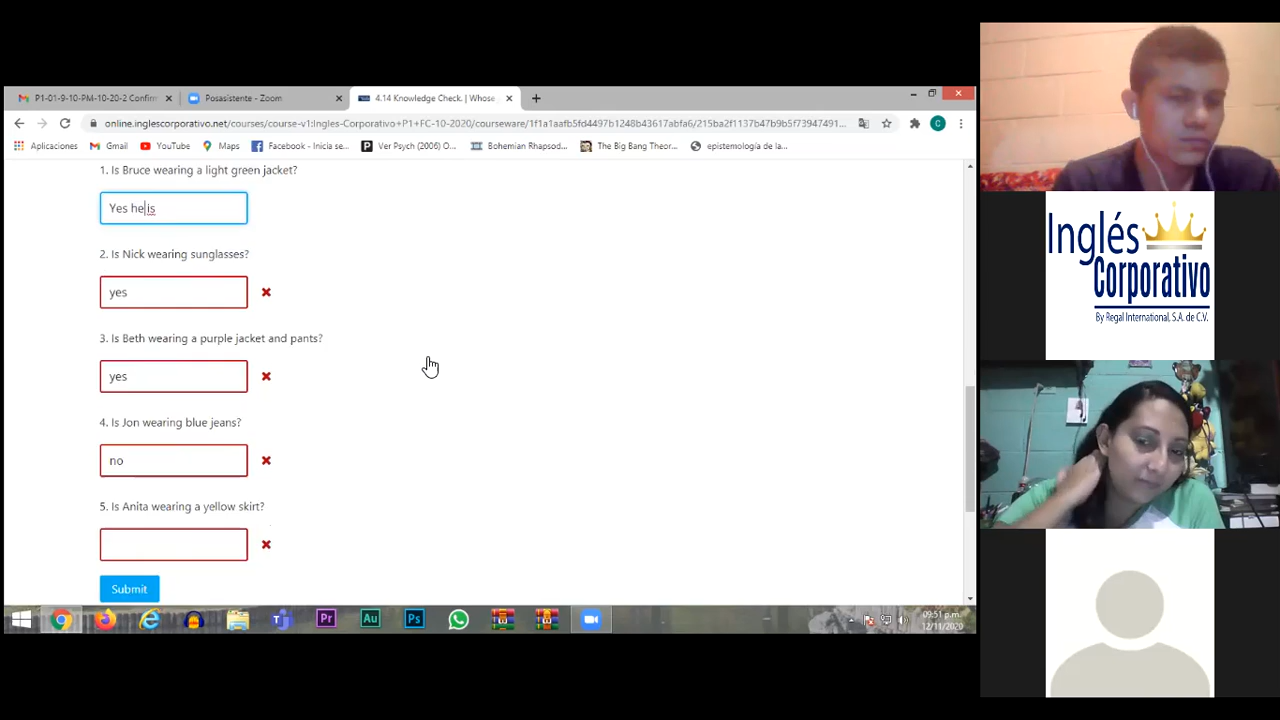 P1-01-9-10-PM-10-20-2 Confirm
Posasistente - Zoom
4.14 Knowledge Check. | Whose
online.inglescorporativo.net/courses/course-v1:Ingles-Corporativo+P1+FC-10-2020/courseware/1f1a1aafb5fd4497b1248b43617abfa6/215ba2f1137b47b9b5f73947491...
Aplicaciones
Gmail
YouTube
Maps
Facebook - Inicia se...
Ver Psych (2006) O...
Bohemian Rhapsod...
The Big Bang Theor...
epistemología de la...
1. Is Bruce wearing a light green jacket?
Yes he is
2. Is Nick wearing sunglasses?
yes
3. Is Beth wearing a purple jacket and pants?
yes
4. Is Jon wearing blue jeans?
no
5. Is Anita wearing a yellow skirt?
Submit
09:51 p.m.
12/11/2020
Inglés
Corporativo
By Regal International, S.A. de C.V.